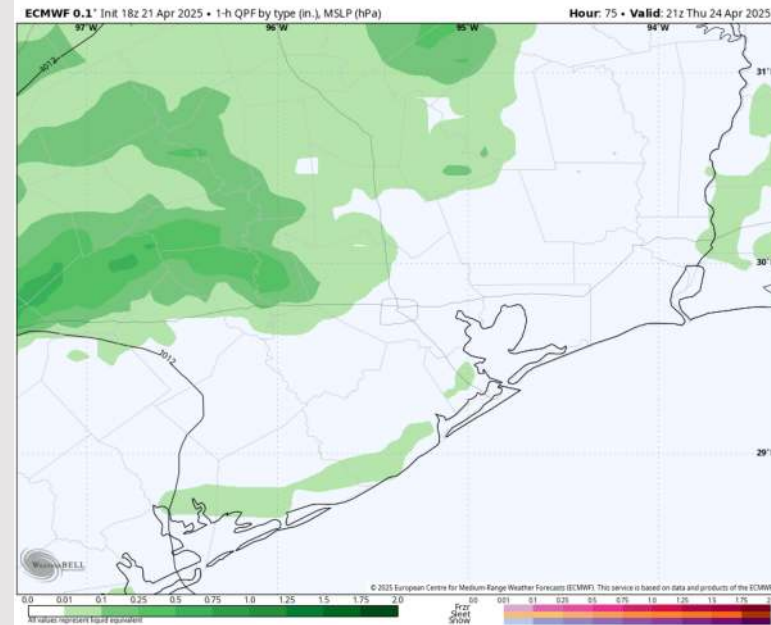 ECMWF 0.1° Init 18z 21 Apr 2025 • 1-h QPF by type (in.), MSLP (hPa)
Hour: 75 • Valid: 21z Thu 24 Apr 2025
97°W 96°W 95°W 94°W
1012
31°
30°
1012
29°
WEATHERBELL
© 2025 European Centre for Medium-Range Weather Forecasts (ECMWF). This service is based on data and products of the ECMWF
0.0 0.01 0.1 0.25 0.5 0.75 1.0 1.25 1.5 1.75 2.0
All values represent liquid equivalent
0.0 0.01 0.1 0.25 0.5 0.75 1.0 1.25 1.5 1.75
Frzr
Sleet
Snow